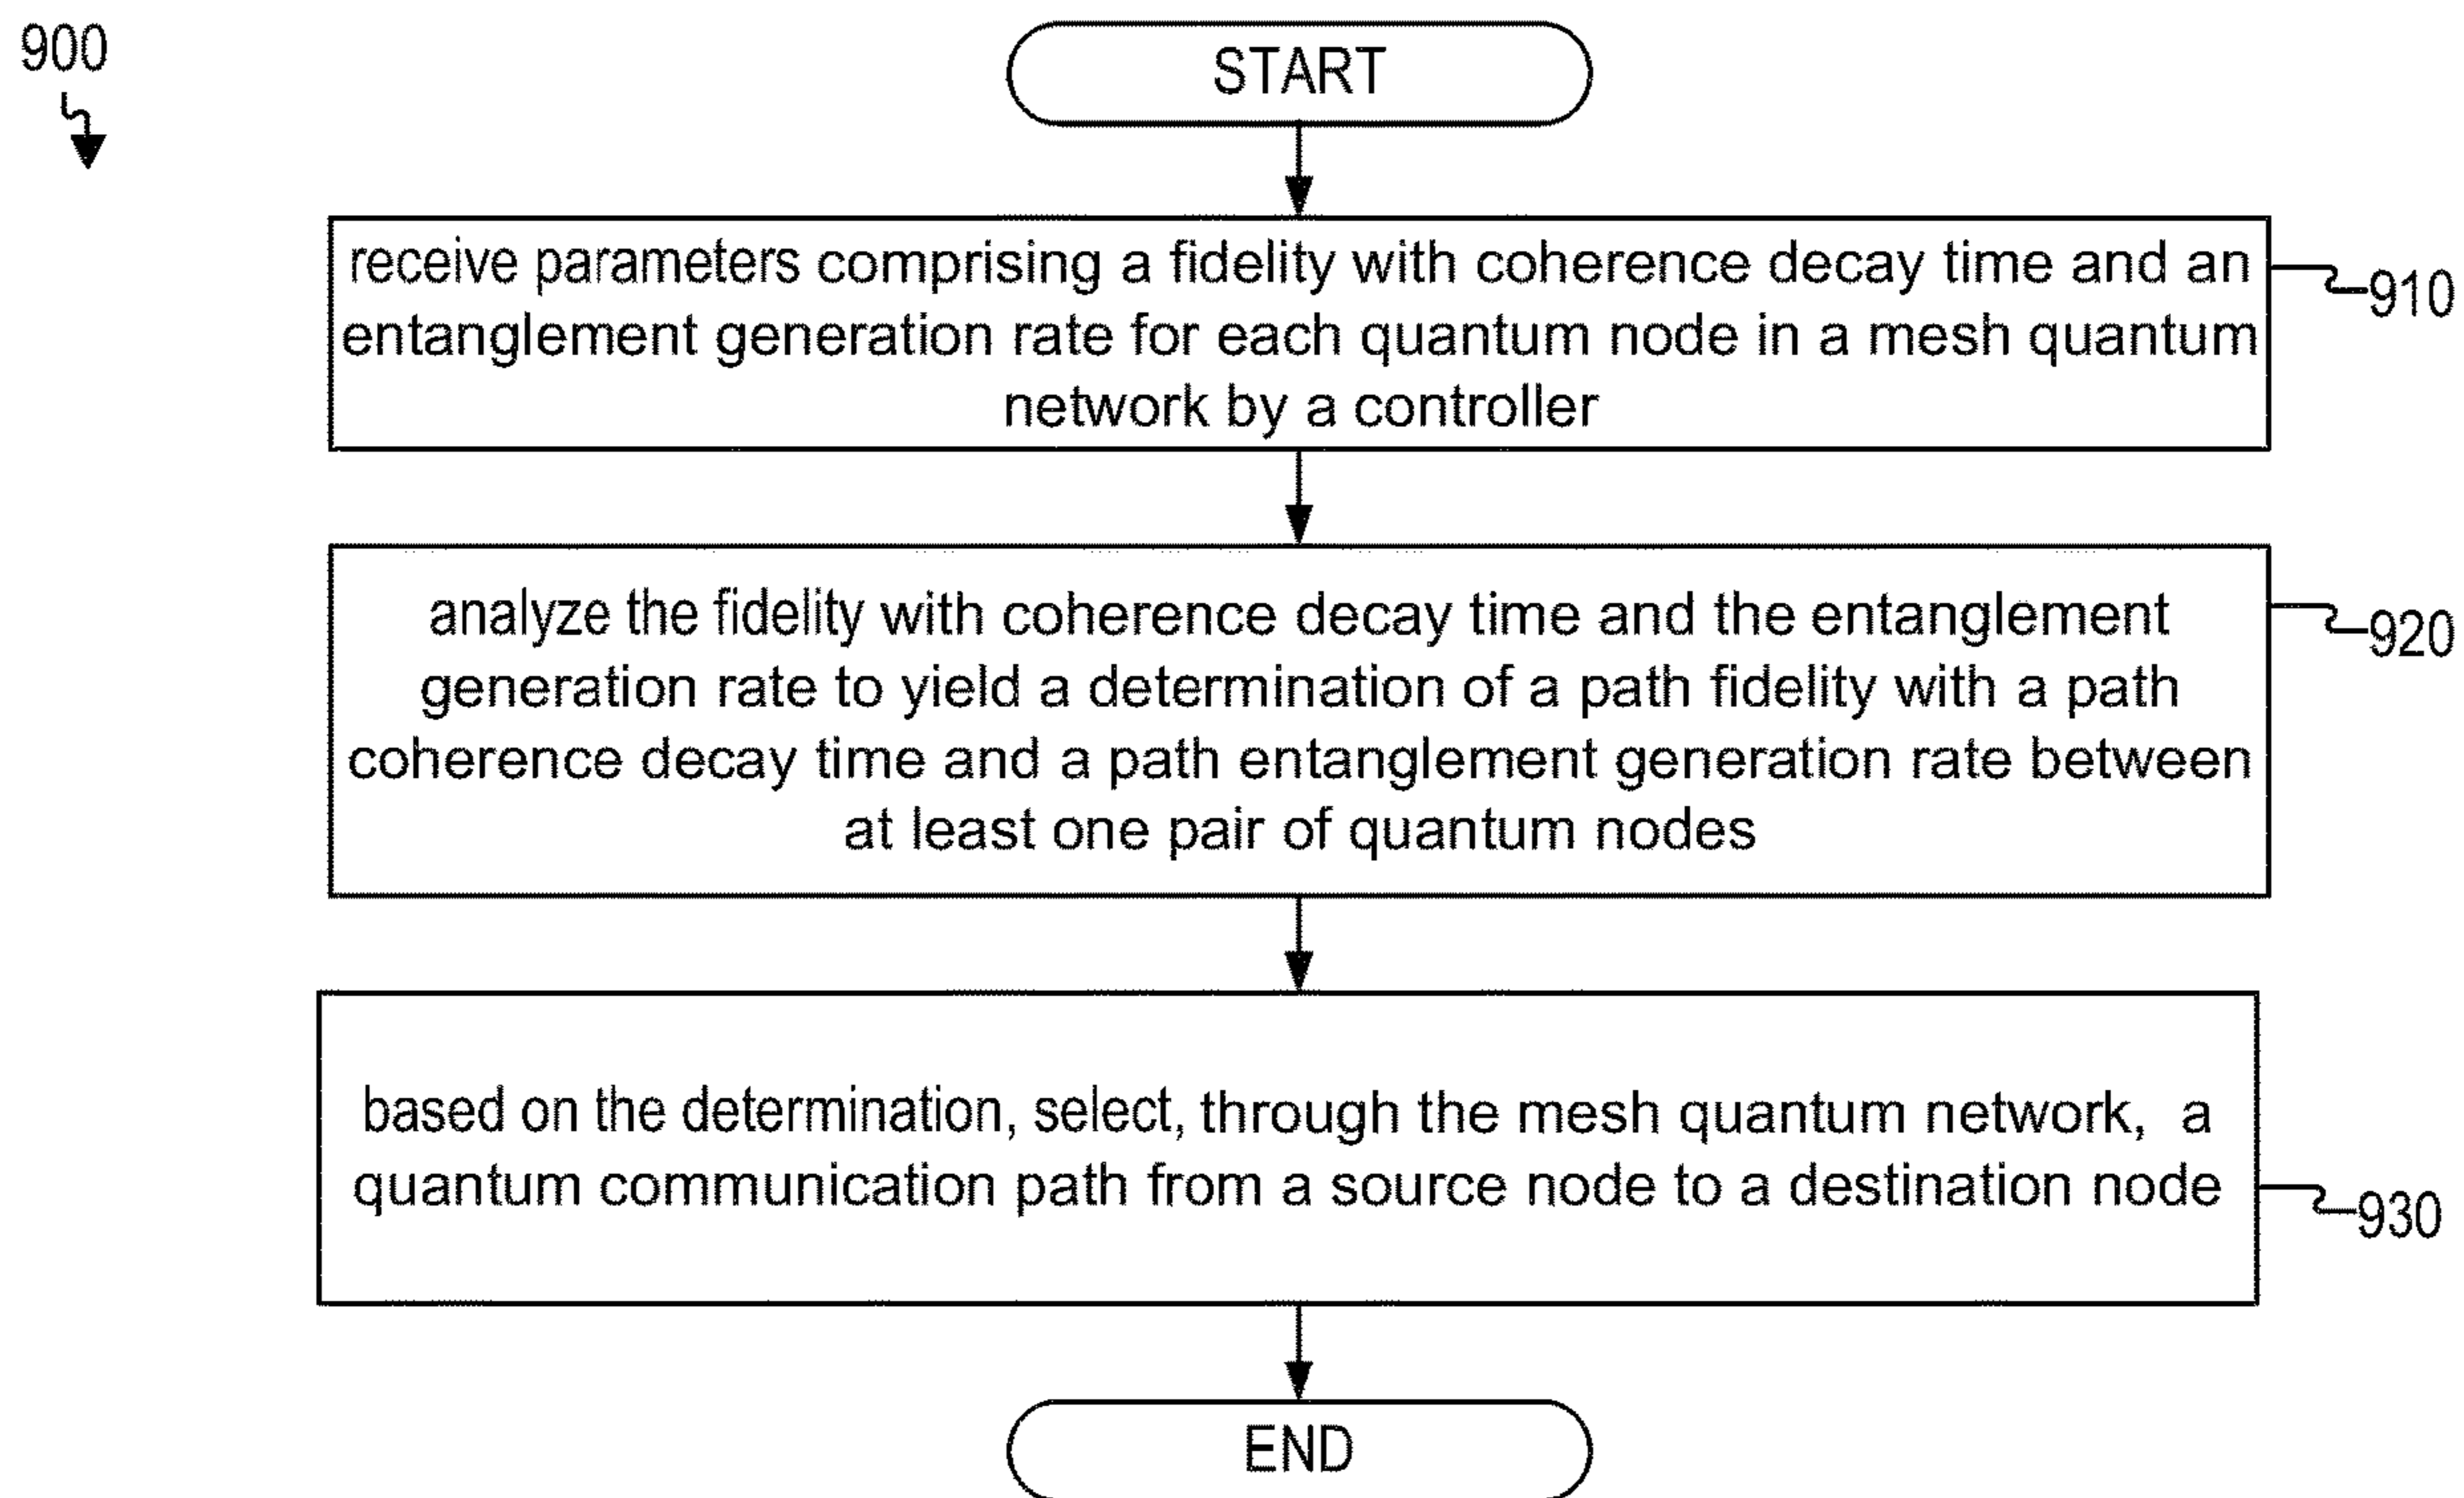 900
START
receive parameters comprising a fidelity with coherence decay time and an
entanglement generation rate for each quantum node in a mesh quantum
network by a controller
910
analyze the fidelity with coherence decay time and the entanglement
generation rate to yield a determination of a path fidelity with a path
coherence decay time and a path entanglement generation rate between
at least one pair of quantum nodes
920
based on the determination, select, through the mesh quantum network, a
quantum communication path from a source node to a destination node
930
END